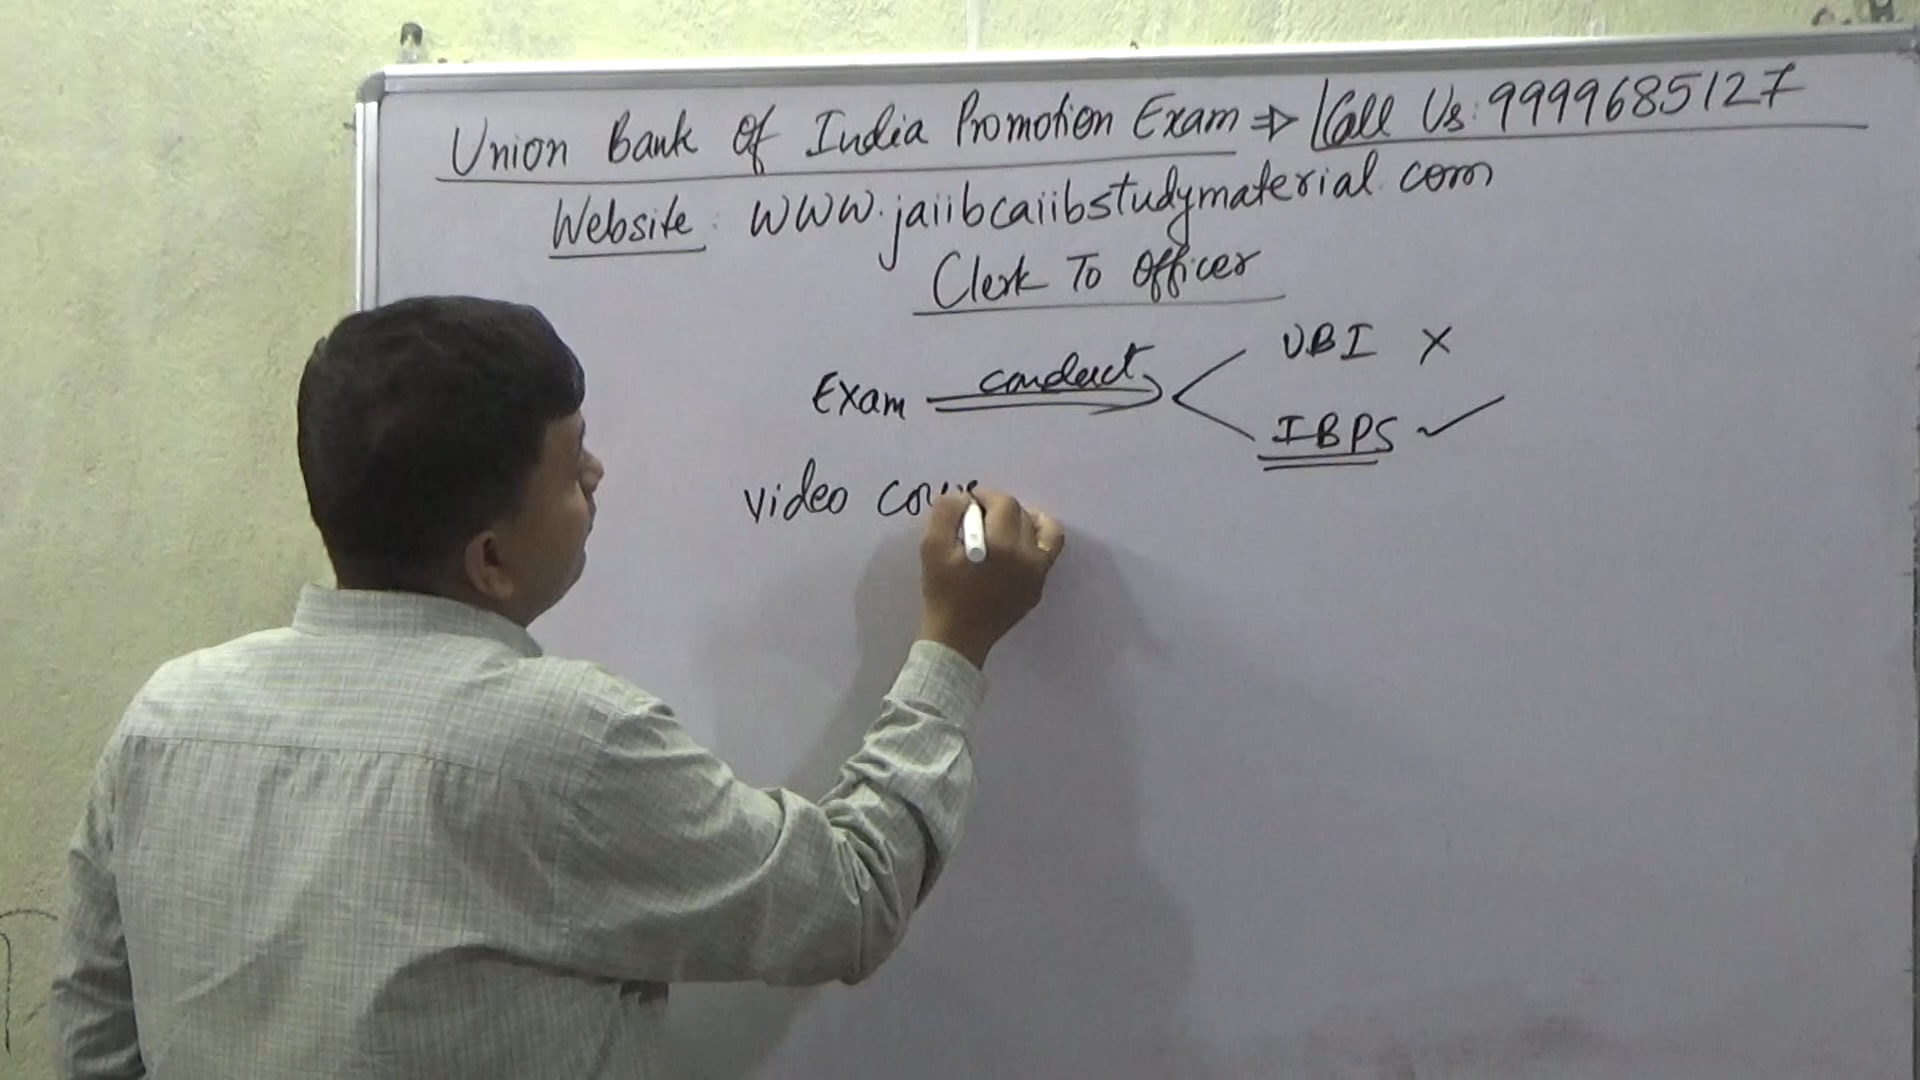 Union Bank Of India Promotion Exam ⇒ Call Us: 9999685127
Website: WWW.jaiibcaiibstudymaterial.com
Clerk To Officer
Exam conduct UBI X
IBPS ✓
video